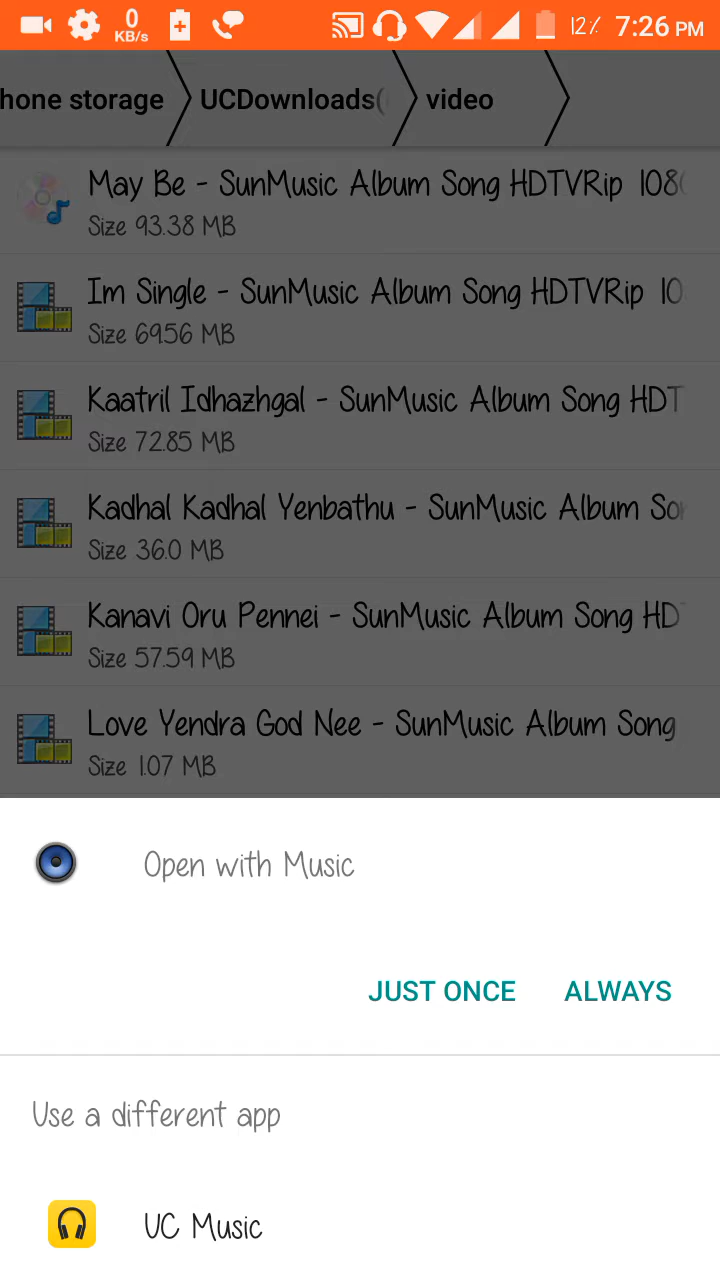 0
KB/s
12% 7:26 PM
hone storage UCDownloads( video
May Be - SunMusic Album Song HDTVRip 108
Size 93.38 MB
Im Single - SunMusic Album Song HDTVRip 10
Size 69.56 MB
Kaatril Idhazhgal - SunMusic Album Song HDT
Size 72.85 MB
Kadhal Kadhal Yenbathu - SunMusic Album So
Size 36.0 MB
Kanavi Oru Pennei - SunMusic Album Song HD
Size 57.59 MB
Love Yendra God Nee - SunMusic Album Song
Size 1.07 MB
Open with Music
JUST ONCE ALWAYS
Use a different app
UC Music